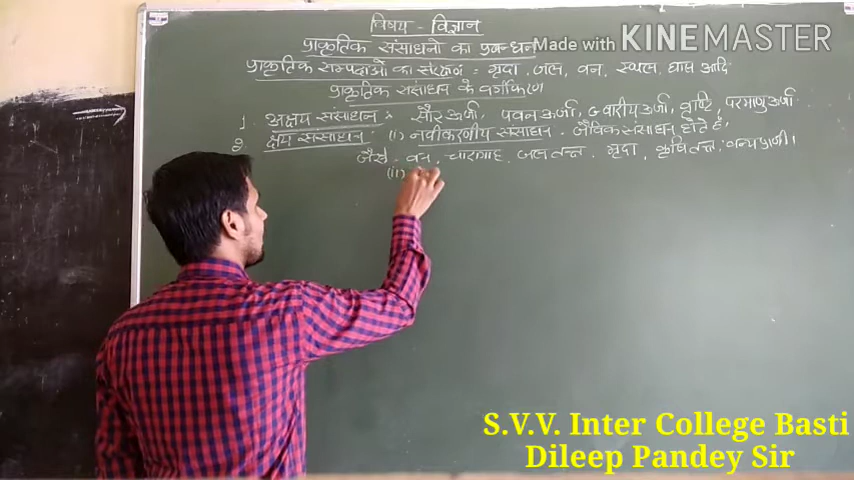 विषय - विज्ञान
प्राकृतिक संसाधनो का प्रबन्धन
Made with KINEMASTER
प्राकृतिक सम्पदाओं का संरक्षण = मृदा, जल, वन, स्थल, घास आदि
प्राकृतिक संसाधन के वर्गीकरण
1. अक्षय संसाधन : सौर ऊर्जा, पवन ऊर्जा, ज्वारीय ऊर्जा, वृष्टि, परमाणु ऊर्जा
2. क्षय संसाधन : (i) नवीकरणीय संसाधन - जैविक संसाधन होते हैं,
जैसे - वन, चारागाह, जल तन्त्र, मृदा, कृषि तन्त्र, वन्य प्राणी।
(ii)
S.V.V. Inter College Basti
Dileep Pandey Sir